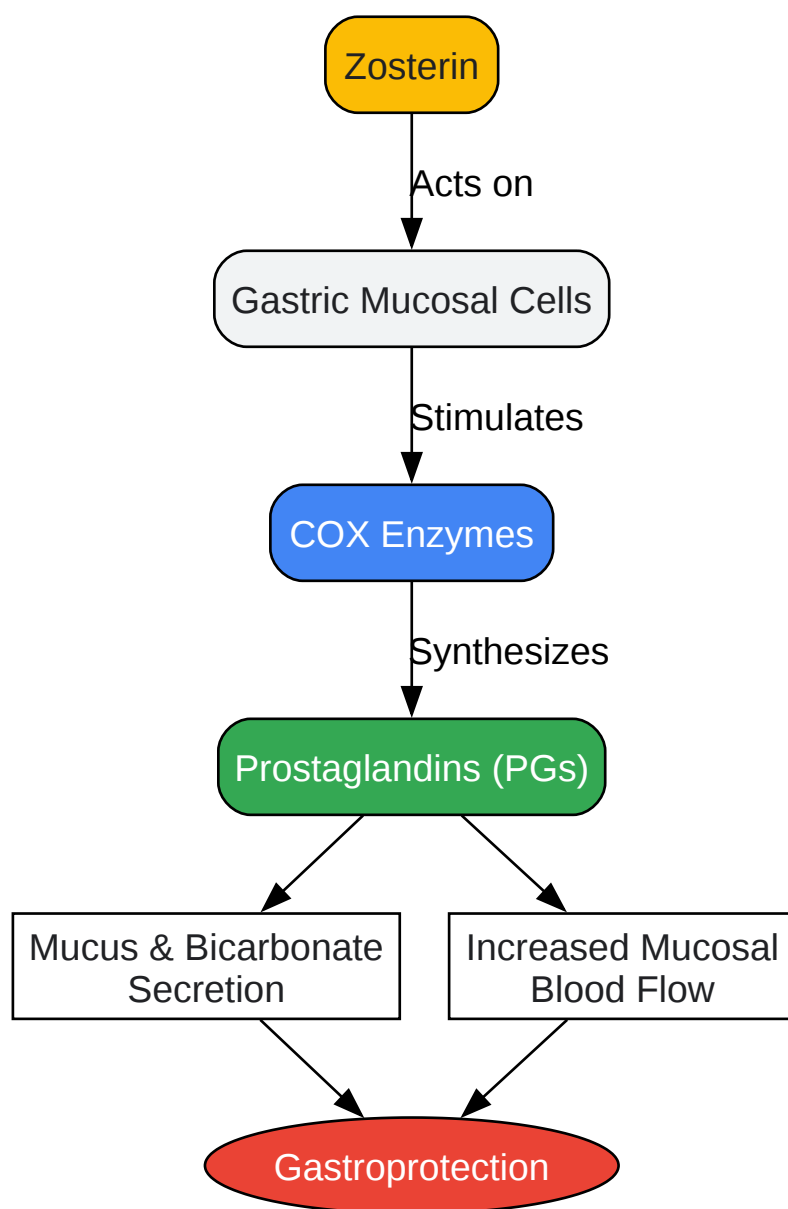 Zosterin
Acts on
Gastric Mucosal Cells
Stimulates
COX Enzymes
Synthesizes
Prostaglandins (PGs)
Mucus & Bicarbonate
Secretion
Increased Mucosal
Blood Flow
Gastroprotection